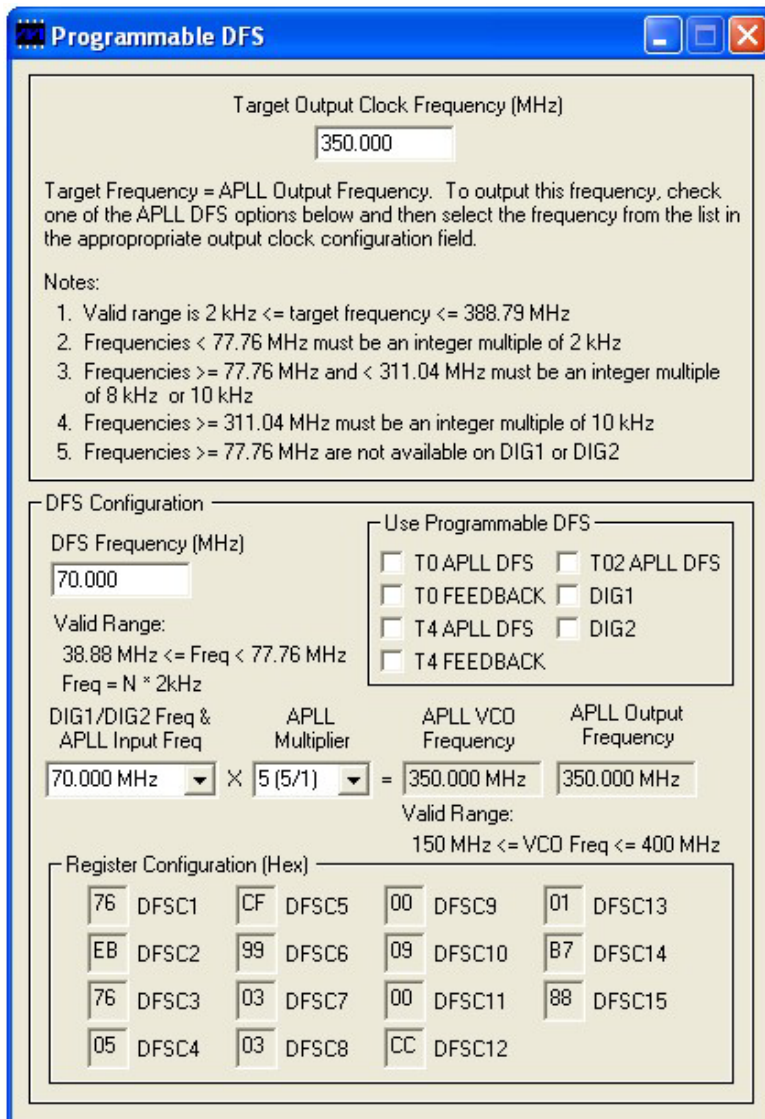 Programmable DFS
Target Output Clock Frequency (MHz)
350.000
Target Frequency = APLL Output Frequency. To output this frequency, check
one of the APLL DFS options below and then select the frequency from the list in
the appropropriate output clock configuration field.
Notes:
1. Valid range is 2 kHz <= target frequency <= 388.79 MHz
2. Frequencies < 77.76 MHz must be an integer multiple of 2 kHz
3. Frequencies >= 77.76 MHz and < 311.04 MHz must be an integer multiple
of 8 kHz or 10 kHz
4. Frequencies >= 311.04 MHz must be an integer multiple of 10 kHz
5. Frequencies >= 77.76 MHz are not available on DIG1 or DIG2
DFS Configuration
DFS Frequency (MHz)
70.000
Valid Range:
38.88 MHz <= Freq < 77.76 MHz
Freq = N * 2kHz
Use Programmable DFS
T0 APLL DFS T02 APLL DFS
T0 FEEDBACK DIG1
T4 APLL DFS DIG2
T4 FEEDBACK
DIG1/DIG2 Freq &
APLL Input Freq
APLL
Multiplier
APLL VCO
Frequency
APLL Output
Frequency
70.000 MHz X 5 (5/1) = 350.000 MHz 350.000 MHz
Valid Range:
150 MHz <= VCO Freq <= 400 MHz
Register Configuration (Hex)
76 DFSC1 CF DFSC5 00 DFSC9 01 DFSC13
EB DFSC2 99 DFSC6 09 DFSC10 B7 DFSC14
76 DFSC3 03 DFSC7 00 DFSC11 88 DFSC15
05 DFSC4 03 DFSC8 CC DFSC12